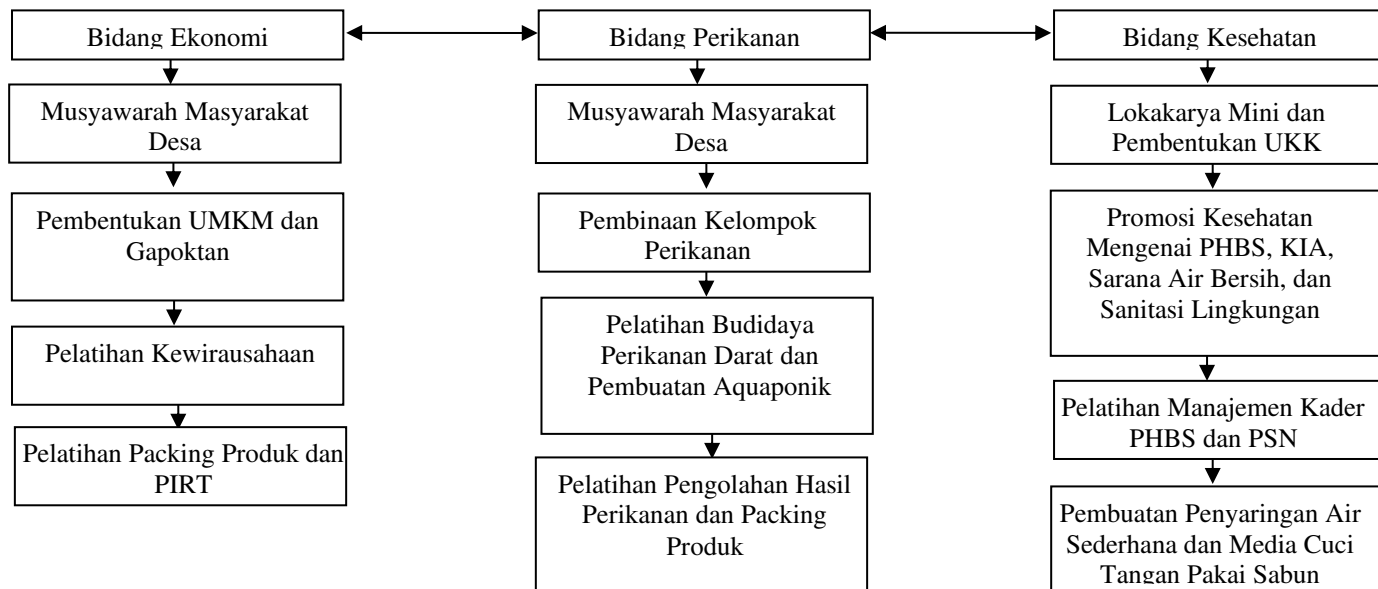 Bidang Ekonomi
Musyawarah Masyarakat
Desa
Pembentukan UMKM dan
Gapoktan
Pelatihan Kewirausahaan
Pelatihan Packing Produk dan
PIRT
Bidang Perikanan
Musyawarah Masyarakat
Desa
Pembinaan Kelompok
Perikanan
Pelatihan Budidaya
Perikanan Darat dan
Pembuatan Aquaponik
Pelatihan Pengolahan Hasil
Perikanan dan Packing
Produk
Bidang Kesehatan
Lokakarya Mini dan
Pembentukan UKK
Promosi Kesehatan
Mengenai PHBS, KIA,
Sarana Air Bersih, dan
Sanitasi Lingkungan
Pelatihan Manajemen Kader
PHBS dan PSN
Pembuatan Penyaringan Air
Sederhana dan Media Cuci
Tangan Pakai Sabun